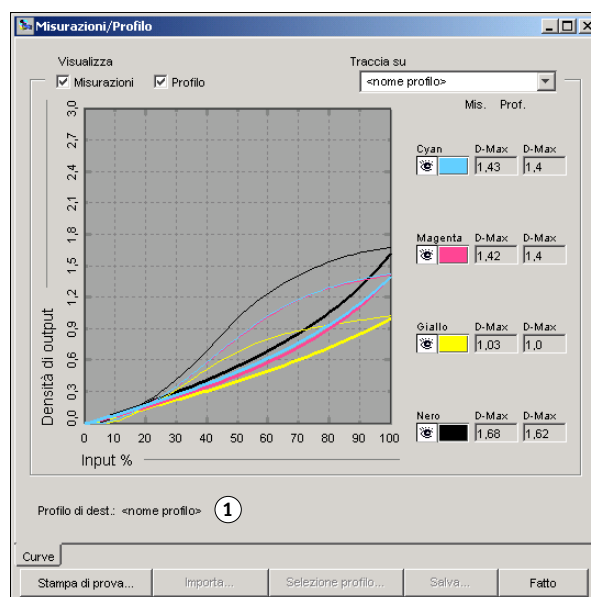 Misurazioni/Profilo
Visualizza
Traccia su
Misurazioni
Profilo
<nome profilo>
Mis. Prof.
3,0
2,7
2,4
2,1
1,8
1,5
1,2
0,9
0,6
0,3
0,0
Densità di output
0 10 20 30 40 50 60 70 80 90 100
Input %
Cyan D-Max D-Max
1,43 1,4
Magenta D-Max D-Max
1,42 1,4
Giallo D-Max D-Max
1,03 1,0
Nero D-Max D-Max
1,68 1,62
Profilo di dest.: <nome profilo> 1
Curve
Stampa di prova... Importa... Selezione profilo... Salva... Fatto